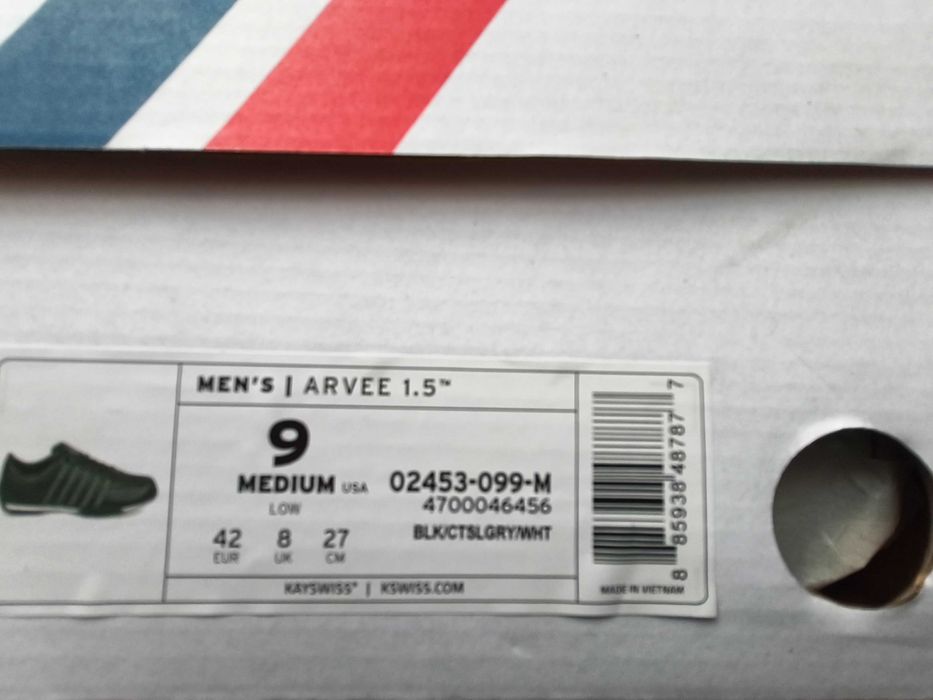 MEN'S | ARVEE 1.5™
9
MEDIUM USA
LOW
42 8 27
EUR UK CM
02453-099-M
4700046456
BLK/CTSLGRY/WHT
KAYSWISS™ | KSWISS.COM
8 85938 48787 7
MADE IN VIETNAM